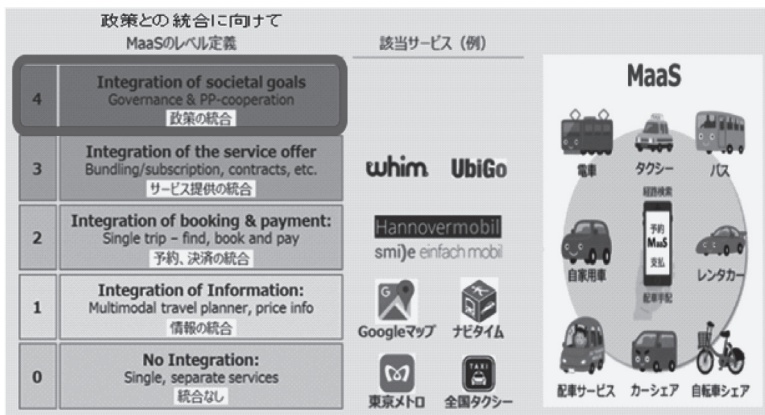 政策との統合に向けて
MaaSのレベル定義
該当サービス（例）
4
Integration of societal goals
Governance & PP-cooperation
政策の統合
3
Integration of the service offer
Bundling/subscription, contracts, etc.
サービス提供の統合
whim UbiGo
2
Integration of booking & payment:
Single trip – find, book and pay
予約、決済の統合
Hannovermobil
smi)e einfach mobil
1
Integration of Information:
Multimodal travel planner, price info
情報の統合
Googleマップ ナビタイム
0
No Integration:
Single, separate services
統合なし
TAXI
東京メトロ 全国タクシー
MaaS
電車 タクシー バス
経路検索
予約
MaaS
支払
自家用車 レンタカー
配車手配
配車サービス カーシェア 自転車シェア